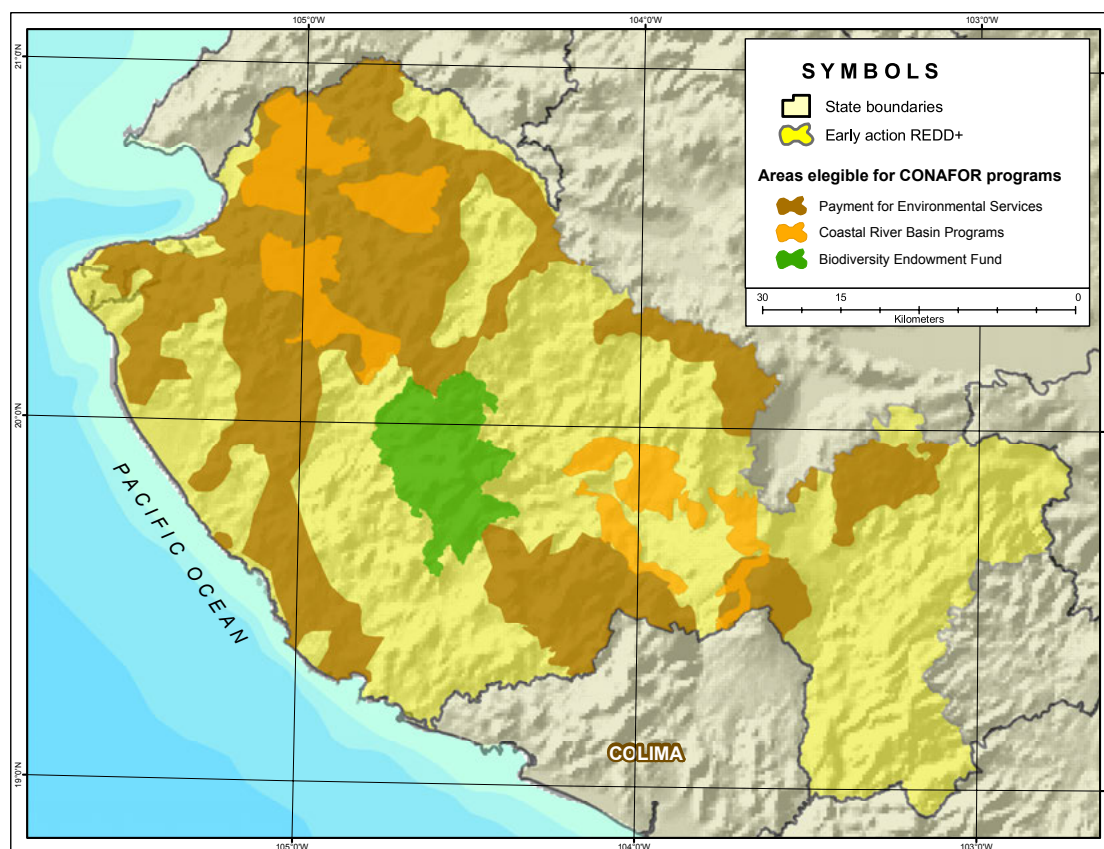 105°0'W
104°0'W
103°0'W
21°0'N
20°0'N
19°0'N
SYMBOLS
State boundaries
Early action REDD+
Areas elegible for CONAFOR programs
Payment for Environmental Services
Coastal River Basin Programs
Biodiversity Endowment Fund
30 15 0
Kilometers
PACIFIC OCEAN
COLIMA
105°0'W
104°0'W
103°0'W